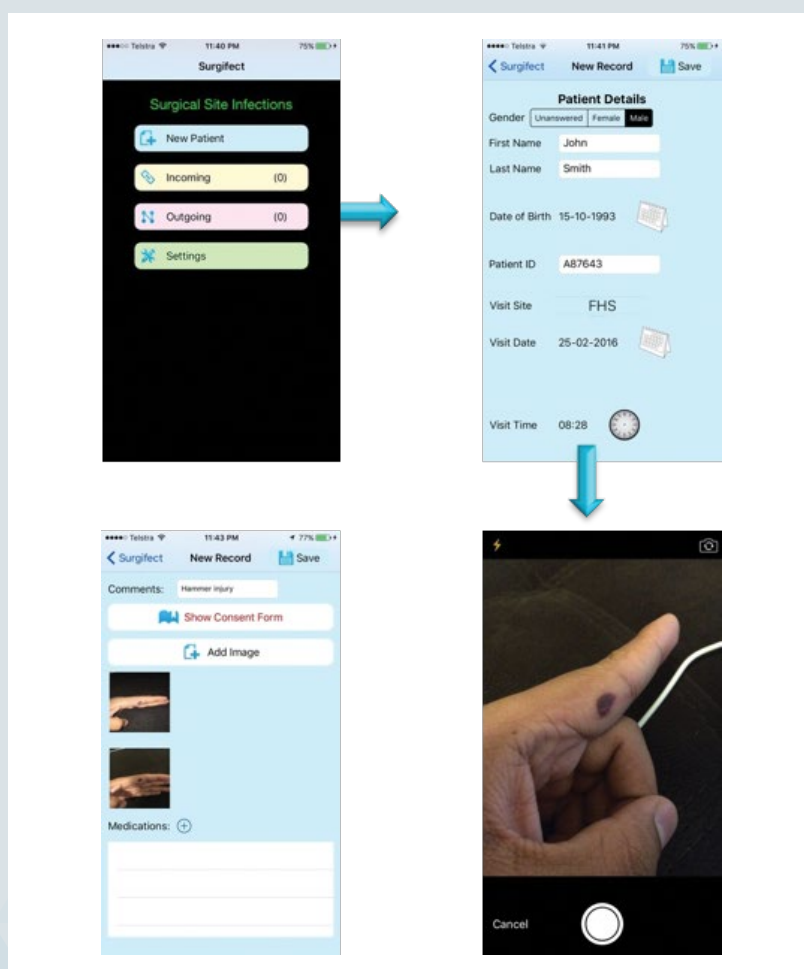 Telstra 11:40 PM 75%
Surgifect
Surgical Site Infections
New Patient
Incoming (0)
Outgoing (0)
Settings
Telstra 11:41 PM 75%
Surgifect New Record Save
Patient Details
Gender Unanswered Female Male
First Name John
Last Name Smith
Date of Birth 15-10-1993
Patient ID A87643
Visit Site FHS
Visit Date 25-02-2016
Visit Time 08:28
Telstra 11:43 PM 77%
Surgifect New Record Save
Comments: Hammer injury
Show Consent Form
Add Image
Medications:
Cancel